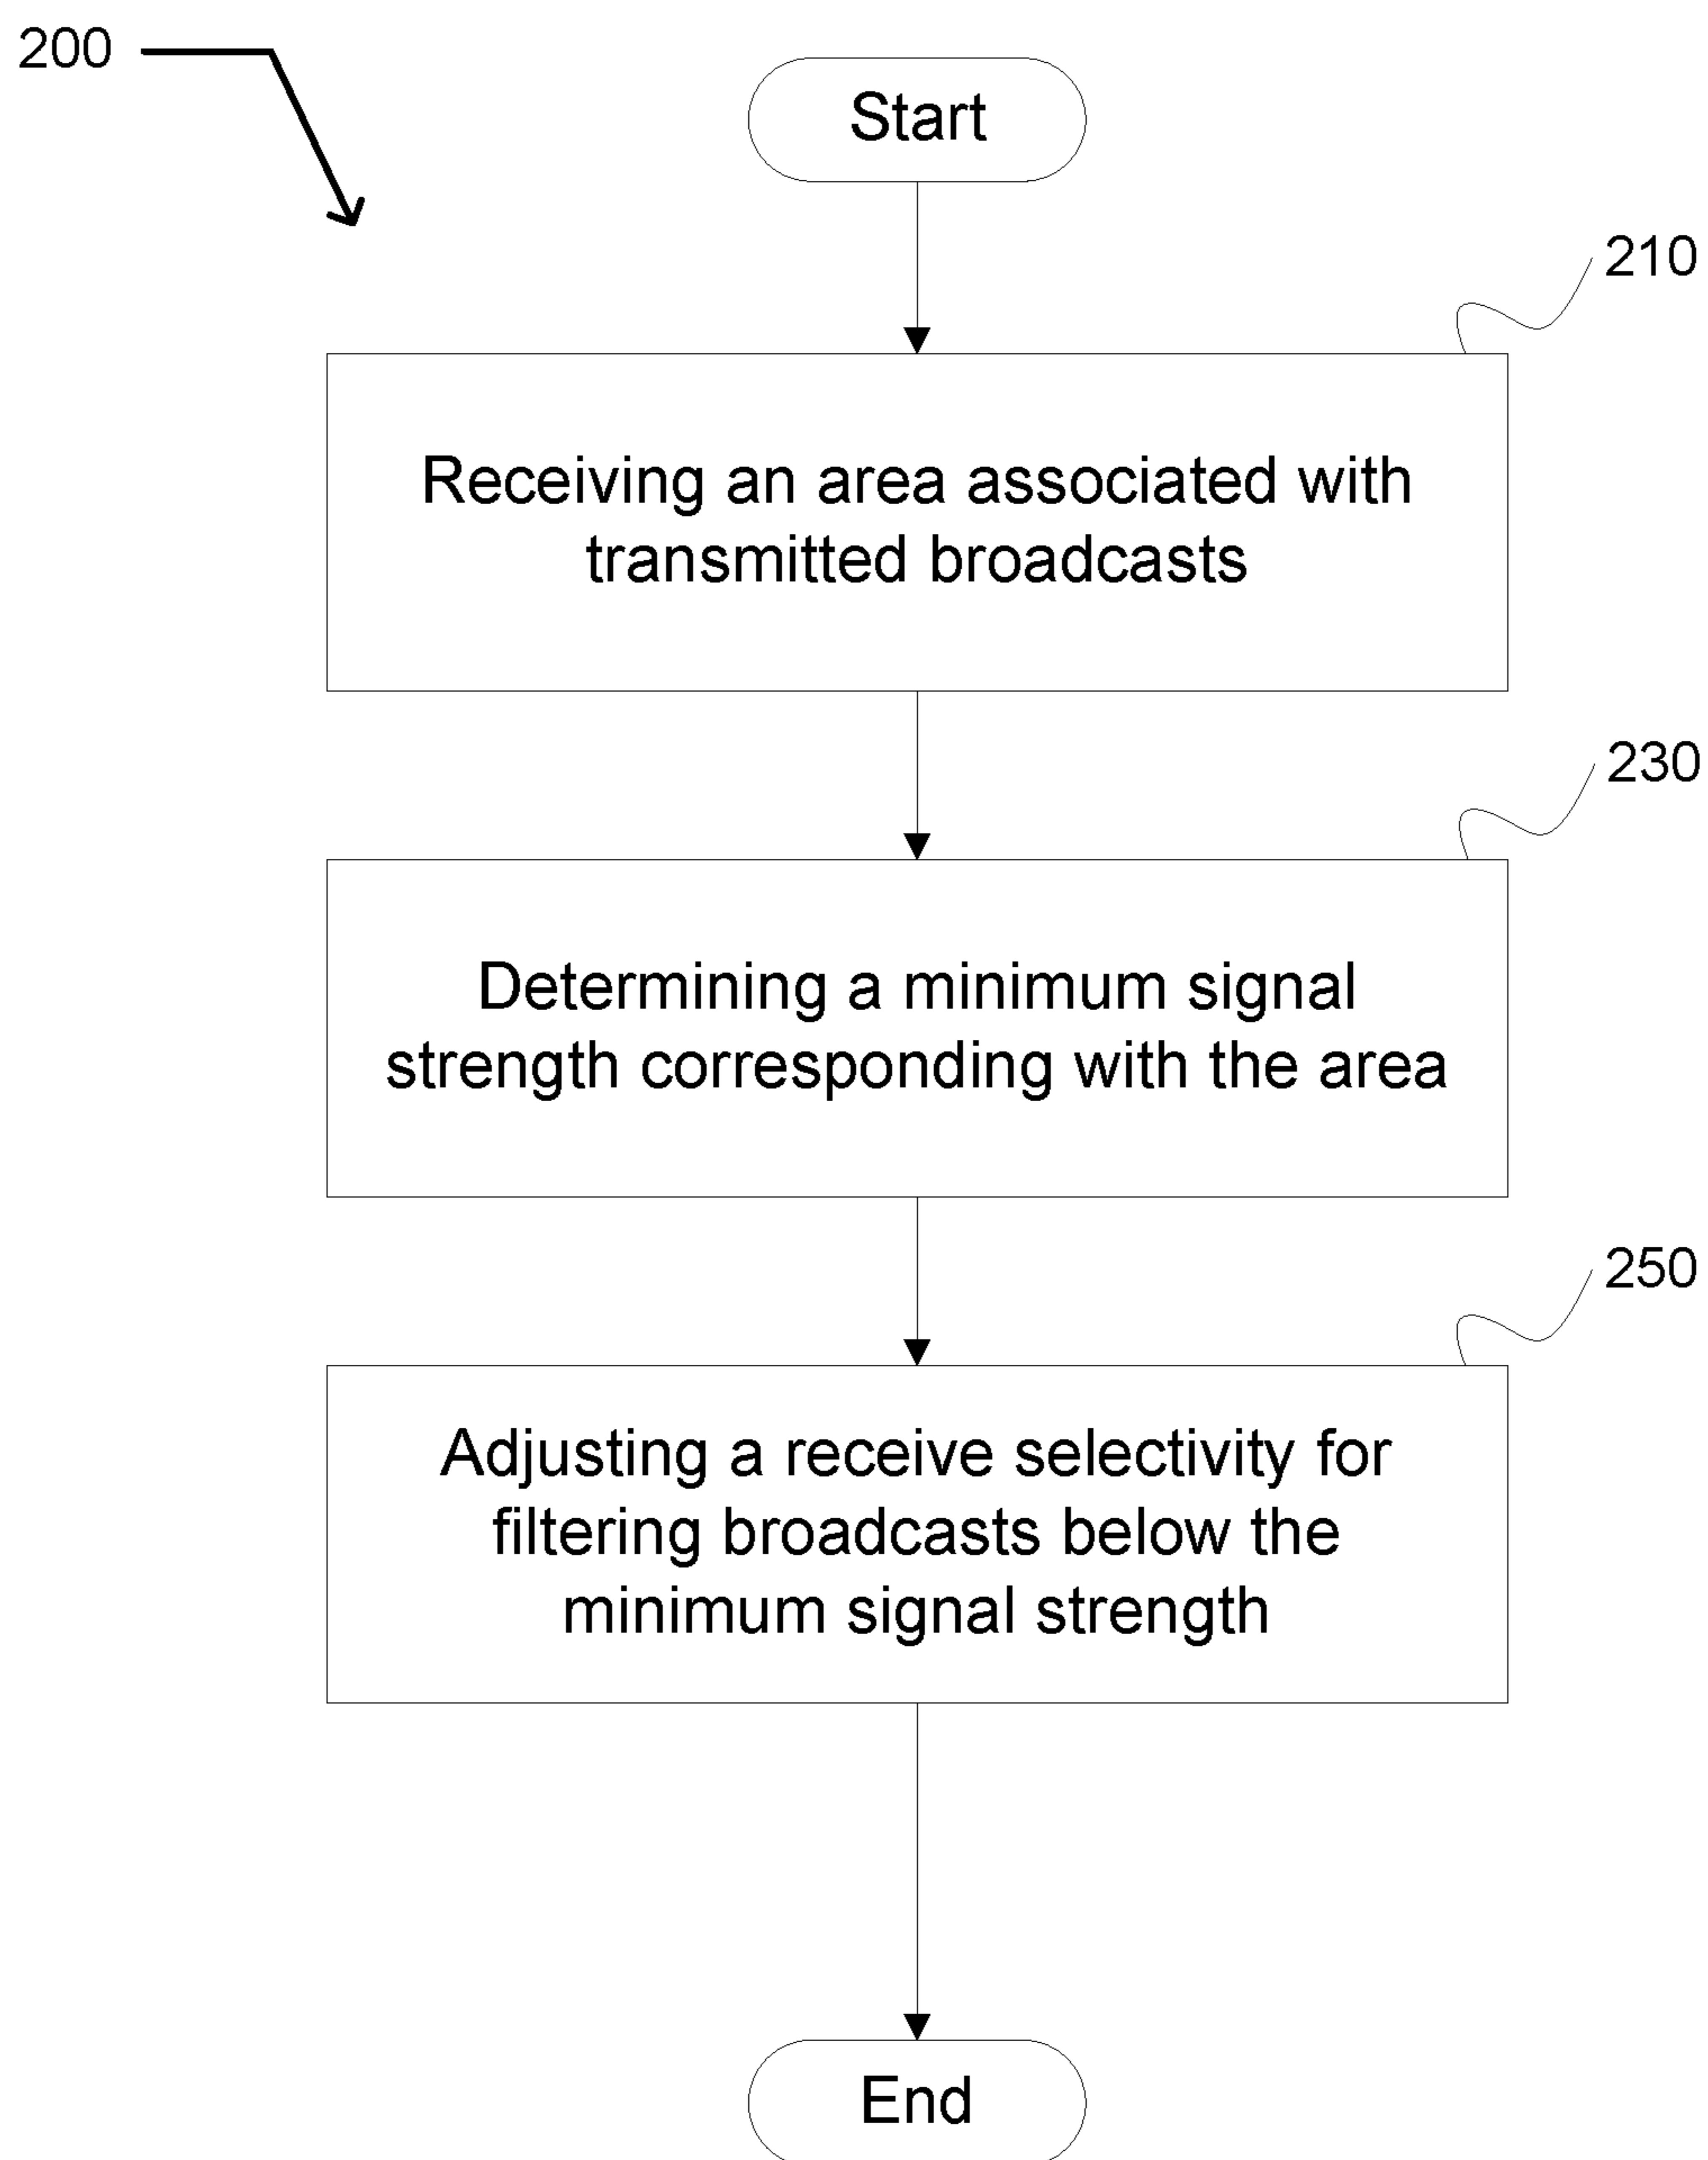 200
Start
210
Receiving an area associated with
transmitted broadcasts
230
Determining a minimum signal
strength corresponding with the area
250
Adjusting a receive selectivity for
filtering broadcasts below the
minimum signal strength
End